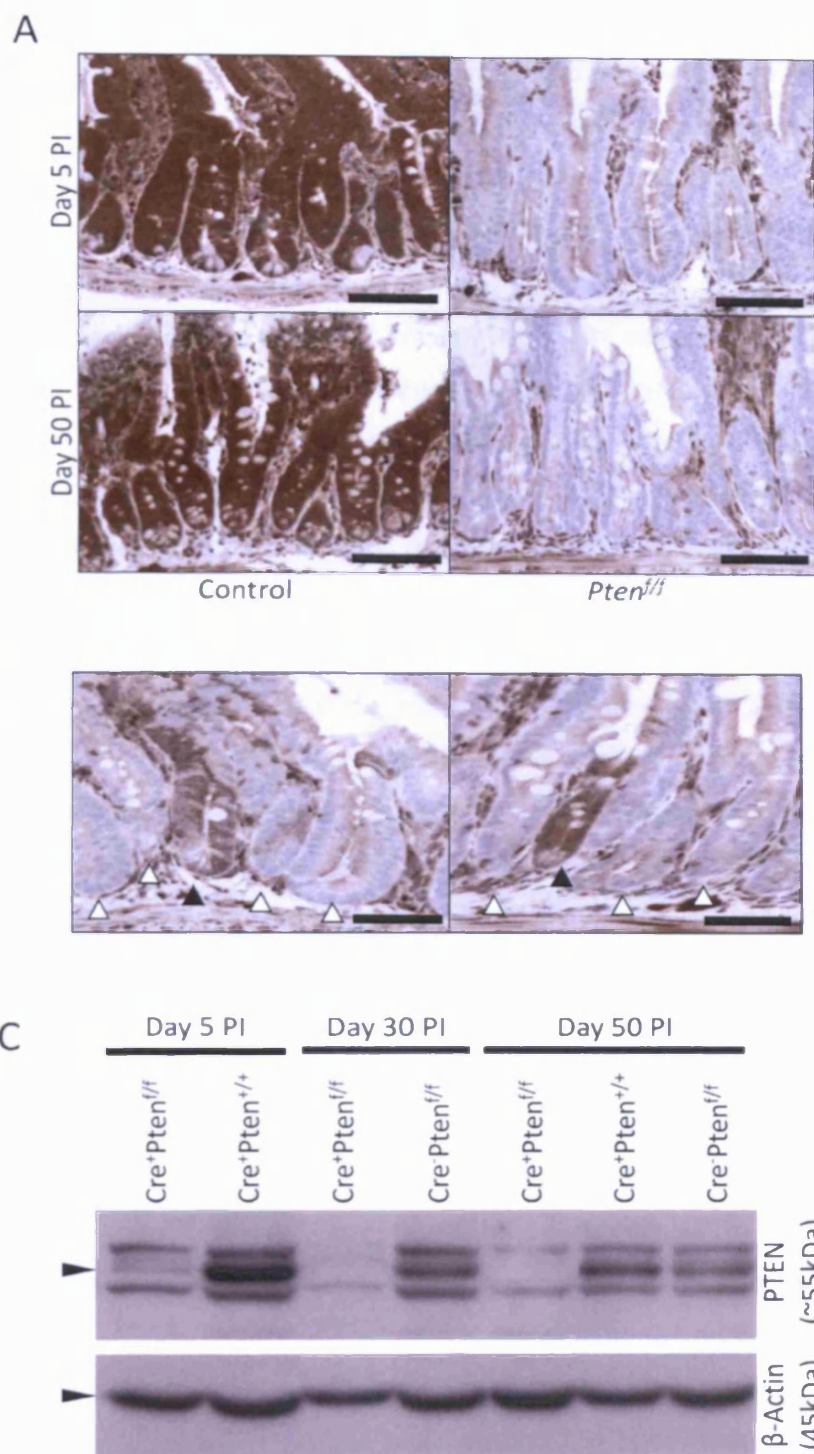 A
Day 5 PI
Day 50 PI
Control
Pten^f/f
C
Day 5 PI
Day 30 PI
Day 50 PI
Cre⁺Pten^f/f
Cre⁺Pten^+/+
Cre⁺Pten^f/f
Cre⁻Pten^f/f
Cre⁺Pten^f/f
Cre⁺Pten^+/+
Cre⁻Pten^f/f
PTEN
(~55kDa)
β-Actin
(45kDa)